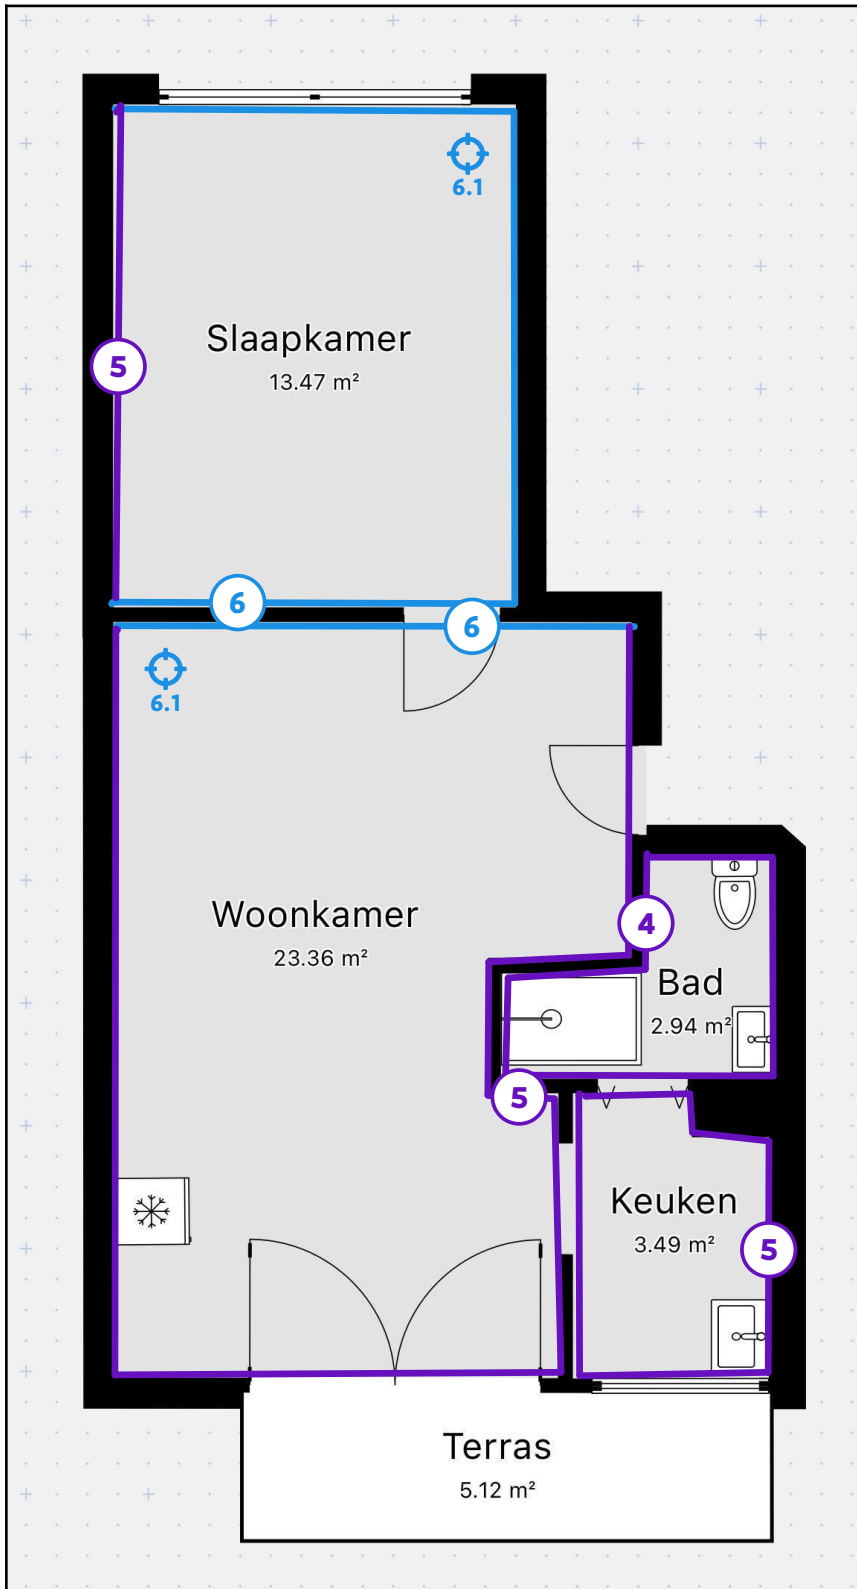 6.1
Slaapkamer
13.47 m²
5
6
6
6.1
Woonkamer
23.36 m²
4
Bad
2.94 m²
5
Keuken
3.49 m²
5
Terras
5.12 m²